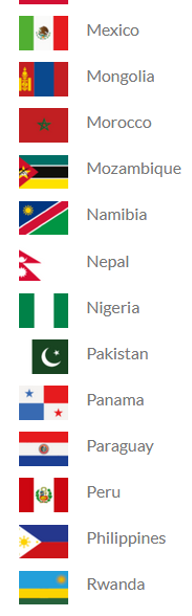 Mexico
Mongolia
Morocco
Mozambique
Namibia
Nepal
Nigeria
Pakistan
Panama
Paraguay
Peru
Philippines
Rwanda